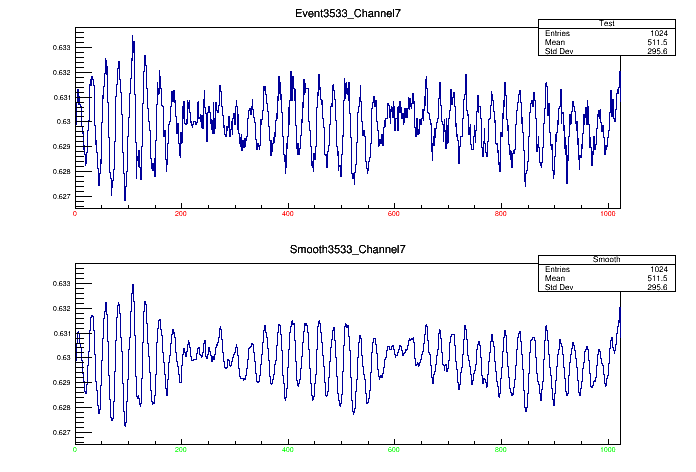 Event3533_Channel7
Test
Entries 1024
Mean 511.5
Std Dev 295.6
0.633
0.632
0.631
0.63
0.629
0.628
0.627
0 200 400 600 800 1000
Smooth3533_Channel7
Smooth
Entries 1024
Mean 511.5
Std Dev 295.6
0.633
0.632
0.631
0.63
0.629
0.628
0.627
0 200 400 600 800 1000